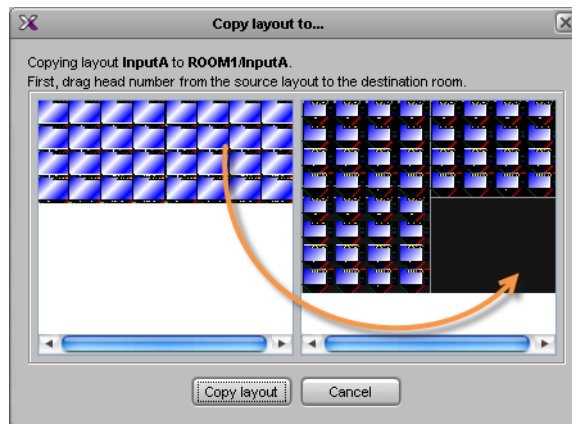 Copy layout to...
Copying layout InputA to ROOM1/InputA.
First, drag head number from the source layout to the destination room.
Copy layout
Cancel